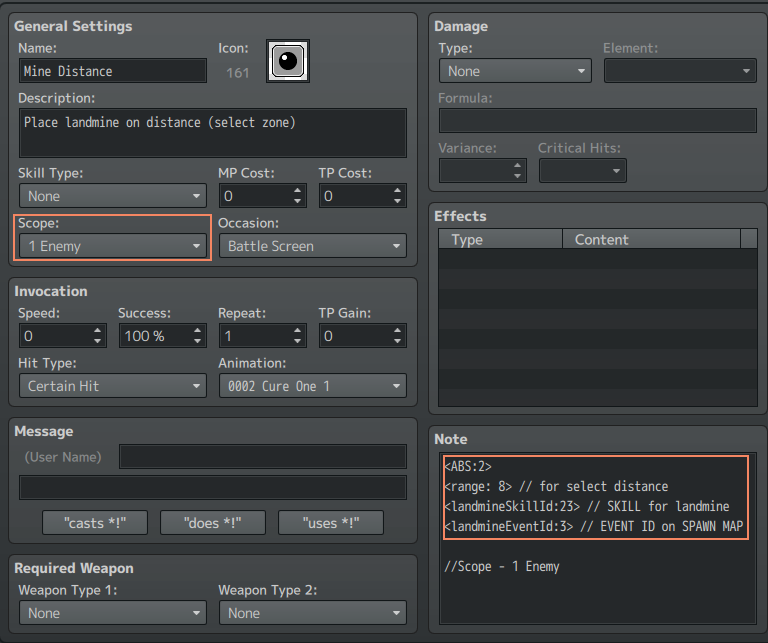 General Settings
Name:
Icon:
Mine Distance
161
Description:
Place landmine on distance (select zone)
Skill Type:
MP Cost:
TP Cost:
None
0
0
Scope:
Occasion:
1 Enemy
Battle Screen
Invocation
Speed:
Success:
Repeat:
TP Gain:
0
100 %
1
0
Hit Type:
Animation:
Certain Hit
0002 Cure One 1
Message
(User Name)
"casts *!"
"does *!"
"uses *!"
Required Weapon
Weapon Type 1:
Weapon Type 2:
None
None
Damage
Type:
Element:
None
Formula:
Variance:
Critical Hits:
Effects
Type
Content
Note
<ABS:2>
<range: 8> // for select distance
<landmineSkillId:23> // SKILL for landmine
<landmineEventId:3> // EVENT ID on SPAWN MAP
//Scope - 1 Enemy